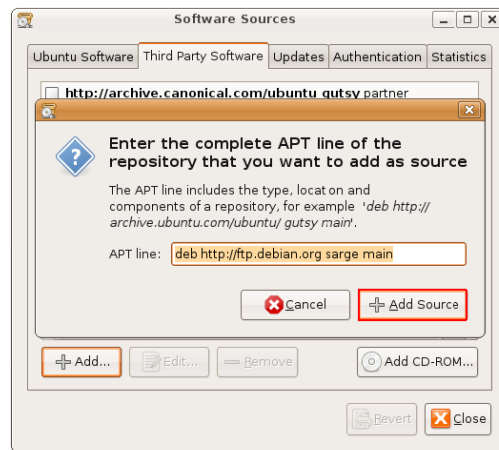 Software Sources
Ubuntu Software Third Party Software Updates Authentication Statistics
http://archive.canonical.com/ubuntu gutsy partner
Enter the complete APT line of the
repository that you want to add as source
The APT line includes the type, location and
components of a repository, for example 'deb http://
archive.ubuntu.com/ubuntu/ gutsy main'.
APT line: deb http://ftp.debian.org sarge main
Cancel Add Source
Add... Edit... Remove Add CD-ROM...
Revert Close